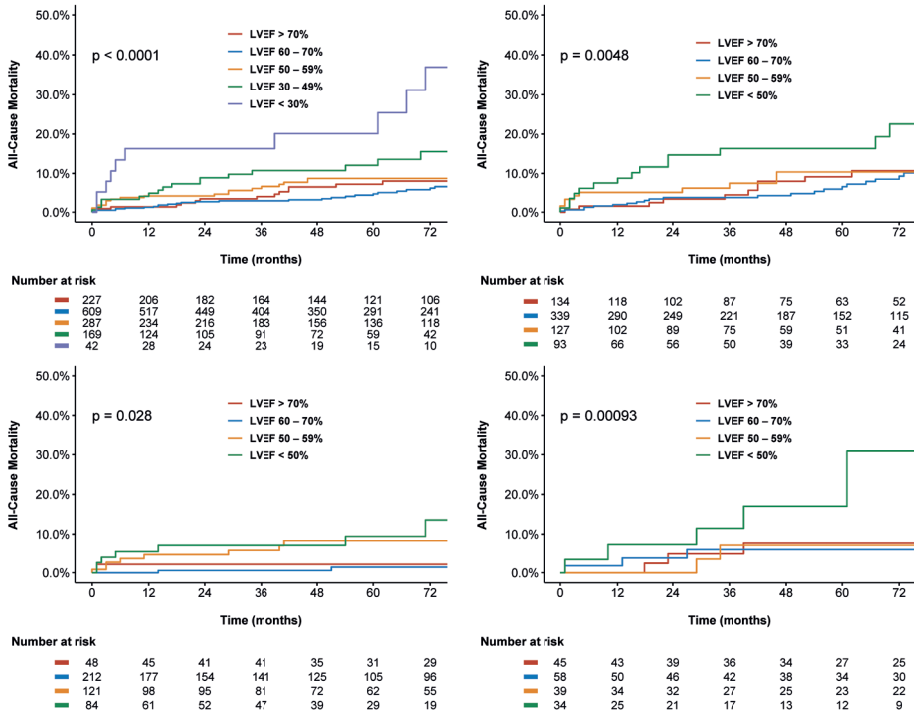 50.0%
40.0%
30.0%
20.0%
10.0%
0.0%
All-Cause Mortality
p < 0.0001
LVEF > 70%
LVEF 60 – 70%
LVEF 50 – 59%
LVEF 30 – 49%
LVEF < 30%
0 12 24 36 48 60 72
Time (months)
Number at risk
227 206 182 164 144 121 106
609 517 449 404 350 291 241
287 234 216 183 156 136 118
169 124 105 91 72 59 42
42 28 24 23 19 15 10
50.0%
40.0%
30.0%
20.0%
10.0%
0.0%
All-Cause Mortality
p = 0.0048
LVEF > 70%
LVEF 60 – 70%
LVEF 50 – 59%
LVEF < 50%
0 12 24 36 48 60 72
Time (months)
Number at risk
134 118 102 87 75 63 52
339 290 249 221 187 152 115
127 102 89 75 59 51 41
93 66 56 50 39 33 24
50.0%
40.0%
30.0%
20.0%
10.0%
0.0%
All-Cause Mortality
p = 0.028
LVEF > 70%
LVEF 60 – 70%
LVEF 50 – 59%
LVEF < 50%
0 12 24 36 48 60 72
Time (months)
Number at risk
48 45 41 41 35 31 29
212 177 154 141 125 105 96
121 98 95 81 72 62 55
84 61 52 47 39 29 19
50.0%
40.0%
30.0%
20.0%
10.0%
0.0%
All-Cause Mortality
p = 0.00093
LVEF > 70%
LVEF 60 – 70%
LVEF 50 – 59%
LVEF < 50%
0 12 24 36 48 60 72
Time (months)
Number at risk
45 43 39 36 34 27 25
58 50 46 42 38 34 30
39 34 32 27 25 23 22
34 25 21 17 13 12 9